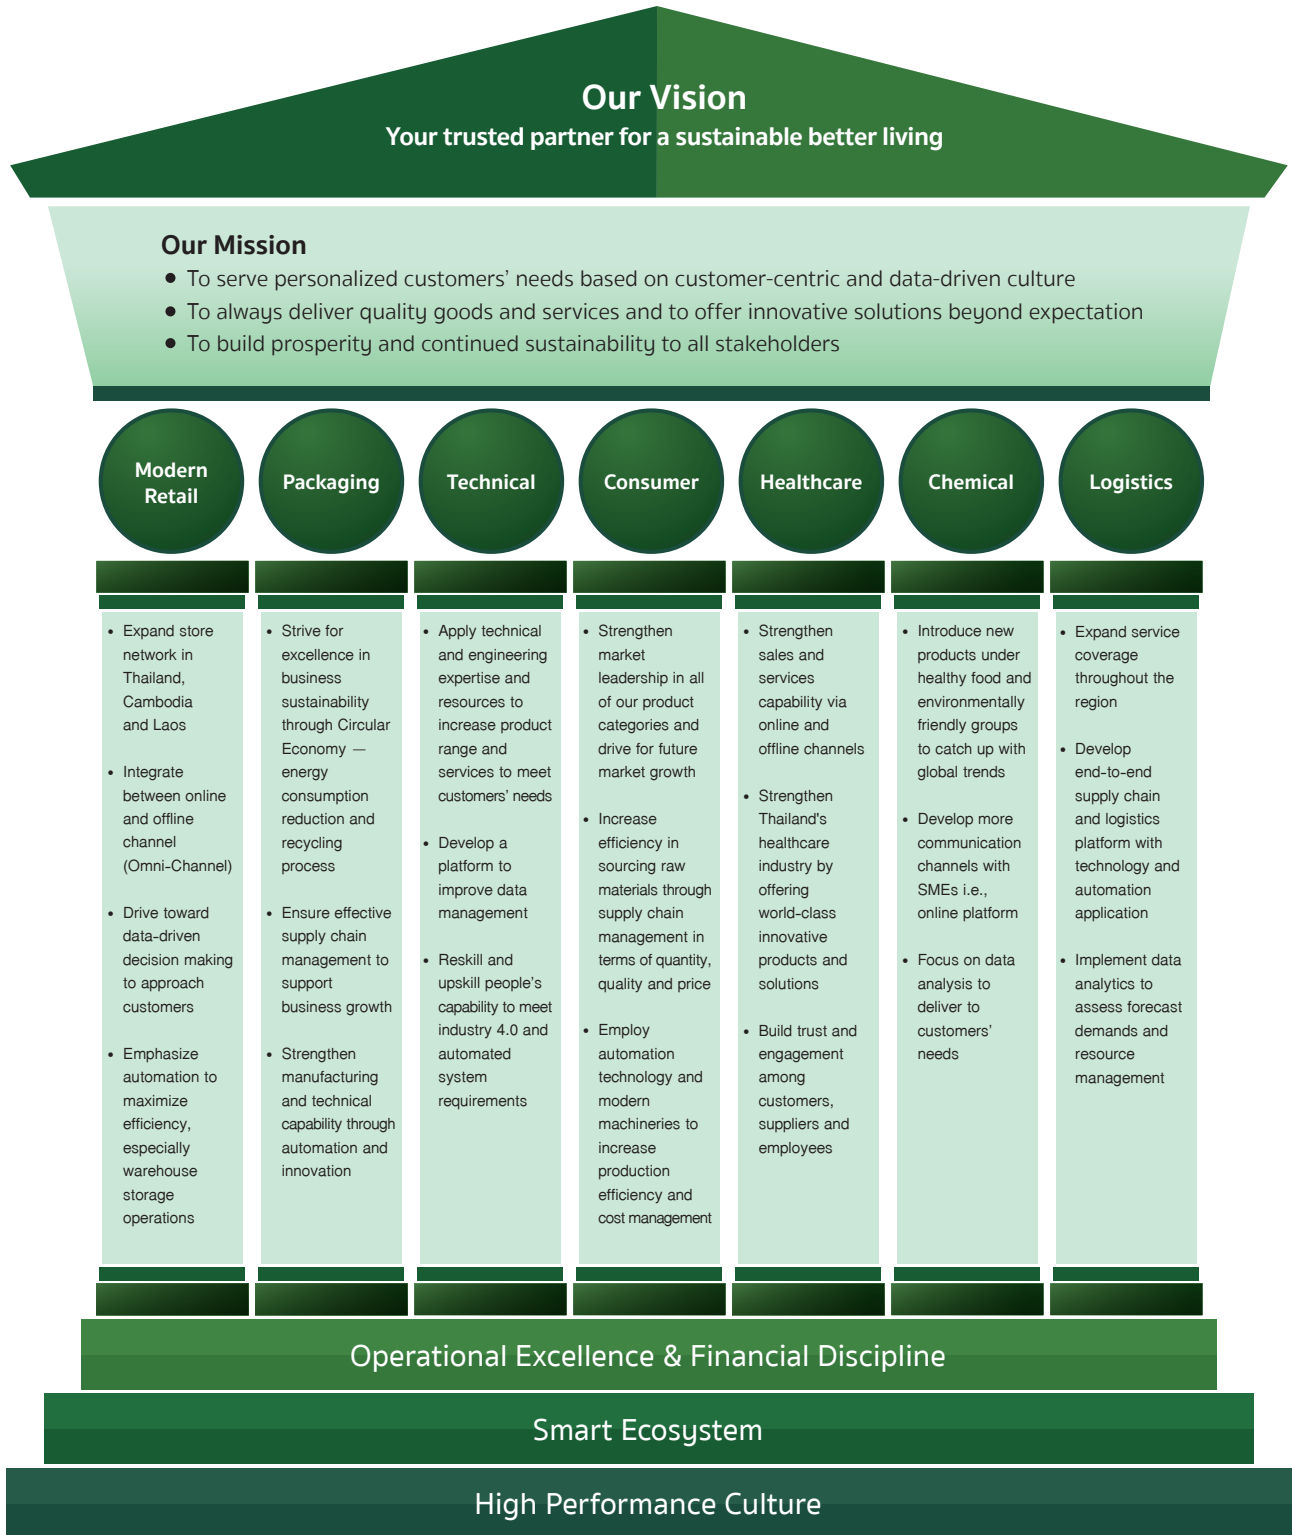 Our Vision
Your trusted partner for a sustainable better living
Our Mission
• To serve personalized customers’ needs based on customer-centric and data-driven culture
• To always deliver quality goods and services and to offer innovative solutions beyond expectation
• To build prosperity and continued sustainability to all stakeholders
Modern
Retail
Packaging
Technical
Consumer
Healthcare
Chemical
Logistics
• Expand store
network in
Thailand,
Cambodia
and Laos
• Integrate
between online
and offline
channel
(Omni-Channel)
• Drive toward
data-driven
decision making
to approach
customers
• Emphasize
automation to
maximize
efficiency,
especially
warehouse
storage
operations
• Strive for
excellence in
business
sustainability
through Circular
Economy —
energy
consumption
reduction and
recycling
process
• Ensure effective
supply chain
management to
support
business growth
• Strengthen
manufacturing
and technical
capability through
automation and
innovation
• Apply technical
and engineering
expertise and
resources to
increase product
range and
services to meet
customers’ needs
• Develop a
platform to
improve data
management
• Reskill and
upskill people’s
capability to meet
industry 4.0 and
automated
system
requirements
• Strengthen
market
leadership in all
of our product
categories and
drive for future
market growth
• Increase
efficiency in
sourcing raw
materials through
supply chain
management in
terms of quantity,
quality and price
• Employ
automation
technology and
modern
machineries to
increase
production
efficiency and
cost management
• Strengthen
sales and
services
capability via
online and
offline channels
• Strengthen
Thailand's
healthcare
industry by
offering
world-class
innovative
products and
solutions
• Build trust and
engagement
among
customers,
suppliers and
employees
• Introduce new
products under
healthy food and
environmentally
friendly groups
to catch up with
global trends
• Develop more
communication
channels with
SMEs i.e.,
online platform
• Focus on data
analysis to
deliver to
customers’
needs
• Expand service
coverage
throughout the
region
• Develop
end-to-end
supply chain
and logistics
platform with
technology and
automation
application
• Implement data
analytics to
assess forecast
demands and
resource
management
Operational Excellence & Financial Discipline
Smart Ecosystem
High Performance Culture